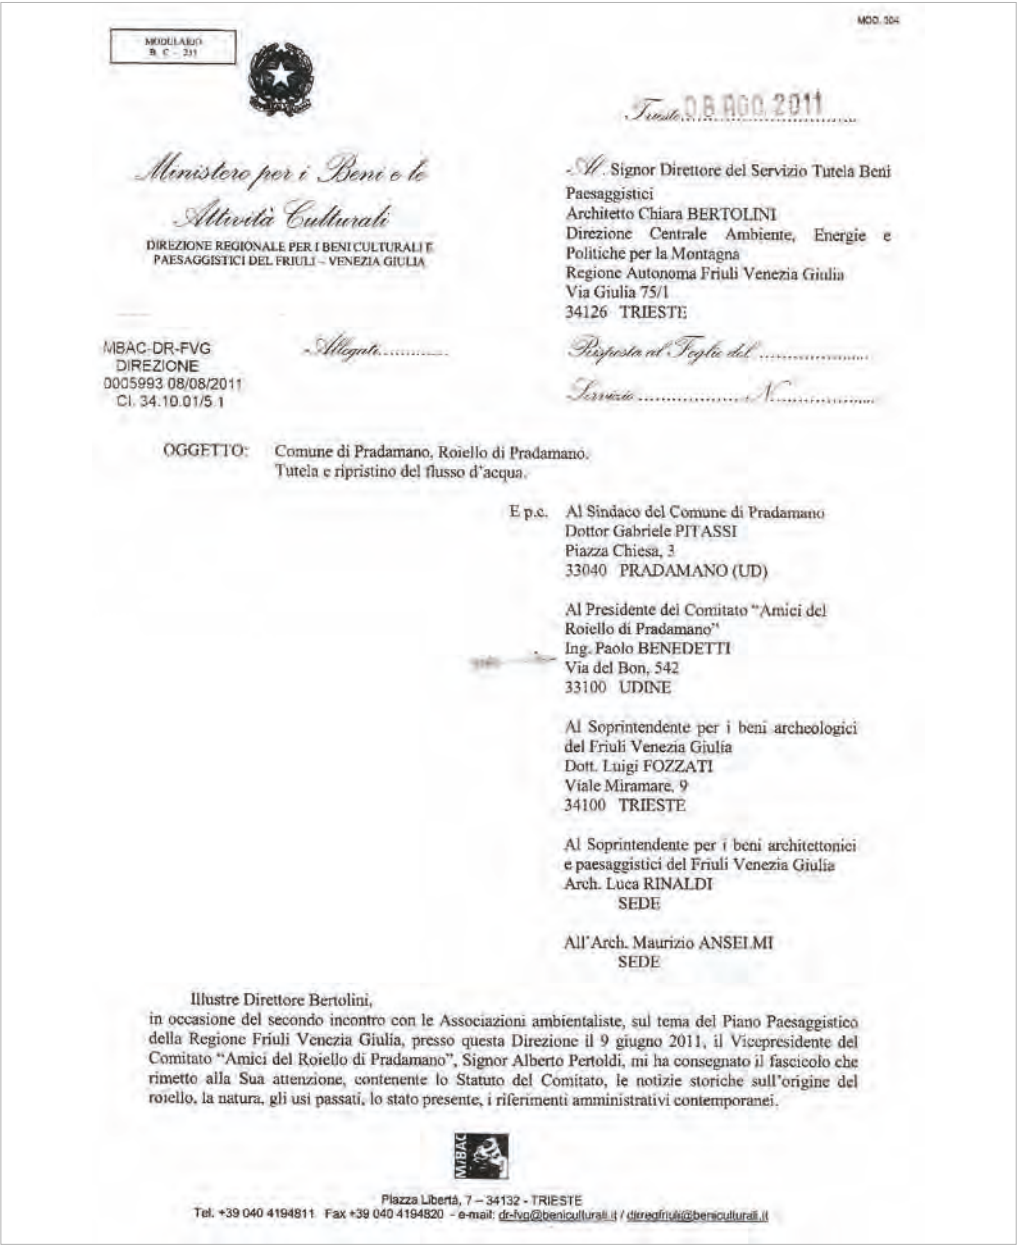 MOD. 304
MODULARIO
B. C. - 251
Trieste 08 AGO. 2011
Ministero per i Beni e le
Attività Culturali
DIREZIONE REGIONALE PER I BENI CULTURALI E
PAESAGGISTICI DEL FRIULI – VENEZIA GIULIA
Al Signor Direttore del Servizio Tutela Beni
Paesaggistici
Architetto Chiara BERTOLINI
Direzione Centrale Ambiente, Energie e
Politiche per la Montagna
Regione Autonoma Friuli Venezia Giulia
Via Giulia 75/1
34126 TRIESTE
MBAC-DR-FVG
DIREZIONE
0005993 08/08/2011
Cl. 34.10.01/5.1
Allegati.............
Risposta al Foglio del .....................
Servizio ..................... N. ...................
OGGETTO: Comune di Pradamano, Roiello di Pradamano.
Tutela e ripristino del flusso d'acqua.
E p.c. Al Sindaco del Comune di Pradamano
Dottor Gabriele PITASSI
Piazza Chiesa, 3
33040 PRADAMANO (UD)
Al Presidente del Comitato "Amici del
Roiello di Pradamano"
Ing. Paolo BENEDETTI
Via del Bon, 542
33100 UDINE
Al Soprintendente per i beni archeologici
del Friuli Venezia Giulia
Dott. Luigi FOZZATI
Viale Miramare, 9
34100 TRIESTE
Al Soprintendente per i beni architettonici
e paesaggistici del Friuli Venezia Giulia
Arch. Luca RINALDI
SEDE
All'Arch. Maurizio ANSELMI
SEDE
Illustre Direttore Bertolini,
in occasione del secondo incontro con le Associazioni ambientaliste, sul tema del Piano Paesaggistico
della Regione Friuli Venezia Giulia, presso questa Direzione il 9 giugno 2011, il Vicepresidente del
Comitato "Amici del Roiello di Pradamano", Signor Alberto Pertoldi, mi ha consegnato il fascicolo che
rimetto alla Sua attenzione, contenente lo Statuto del Comitato, le notizie storiche sull'origine del
roiello, la natura, gli usi passati, lo stato presente, i riferimenti amministrativi contemporanei.
MiBAC
Piazza Libertà, 7 – 34132 - TRIESTE
Tel. +39 040 4194811 Fax +39 040 4194820 - e-mail: dr-fvg@beniculturali.it / dirregfriuli@beniculturali.it